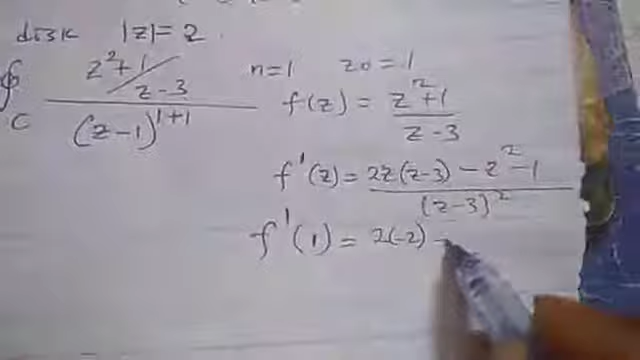 disk |z|= 2
∮_C (z²+1/z-3)/(z-1)^(1+1) n=1 z0=1
f(z) = (z²+1)/(z-3)
f'(z) = (2z(z-3) - z²-1)/(z-3)²
f'(1) = 2(-2) -